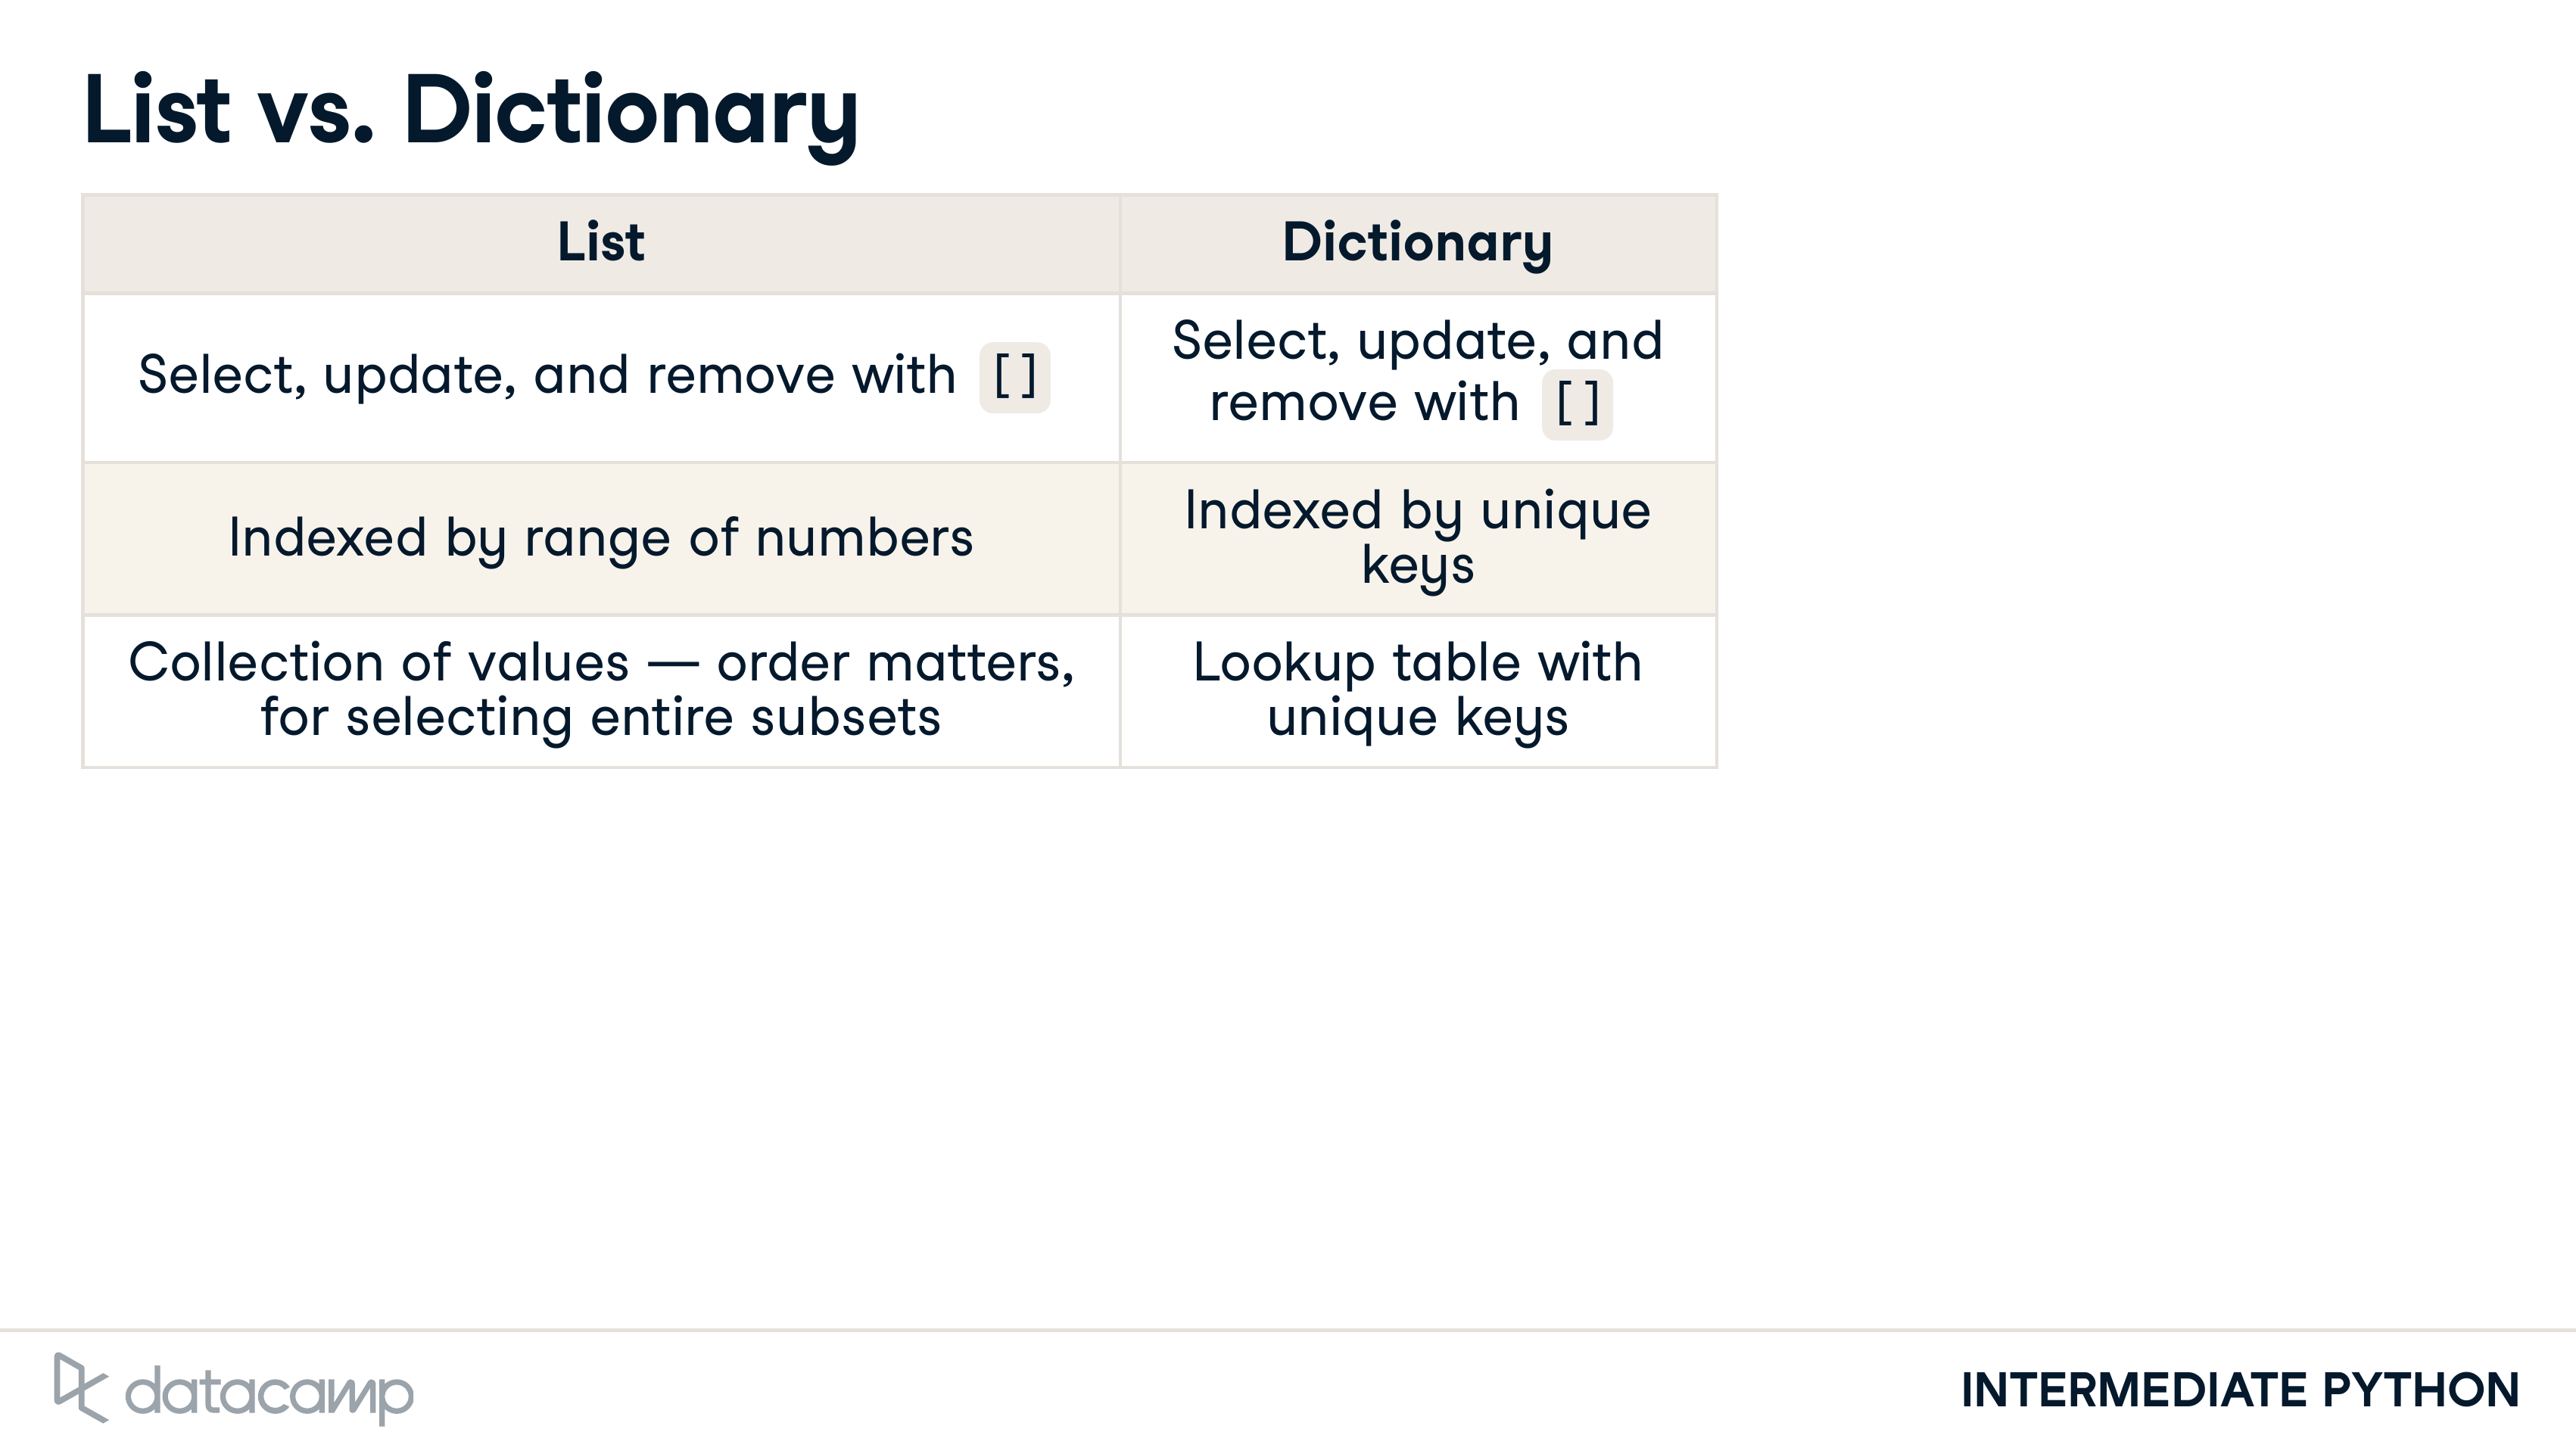 List vs. Dictionary
List
Dictionary
Select, update, and remove with []
Select, update, and
remove with []
Indexed by range of numbers
Indexed by unique
keys
Collection of values — order matters,
for selecting entire subsets
Lookup table with
unique keys
datacamp
INTERMEDIATE PYTHON